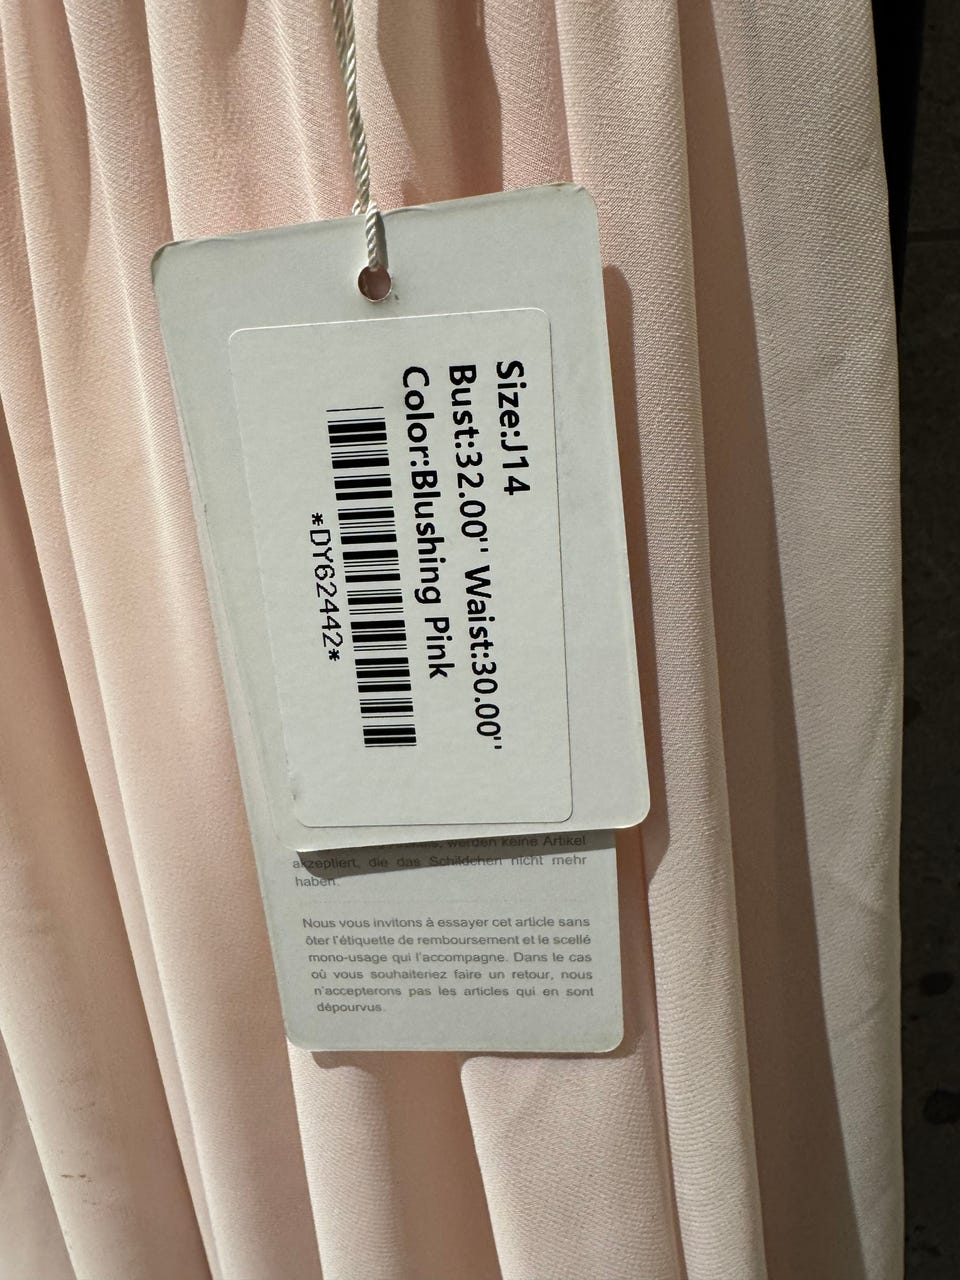 Size:J14
Bust:32.00'' Waist:30.00''
Color:Blushing Pink
*DY62442*
werden keine Artikel
akzeptiert, die das Schildchen nicht mehr
haben.
Nous vous invitons à essayer cet article sans
ôter l'étiquette de remboursement et le scellé
mono-usage qui l'accompagne. Dans le cas
où vous souhaiteriez faire un retour, nous
n'accepterons pas les articles qui en sont
dépourvus.